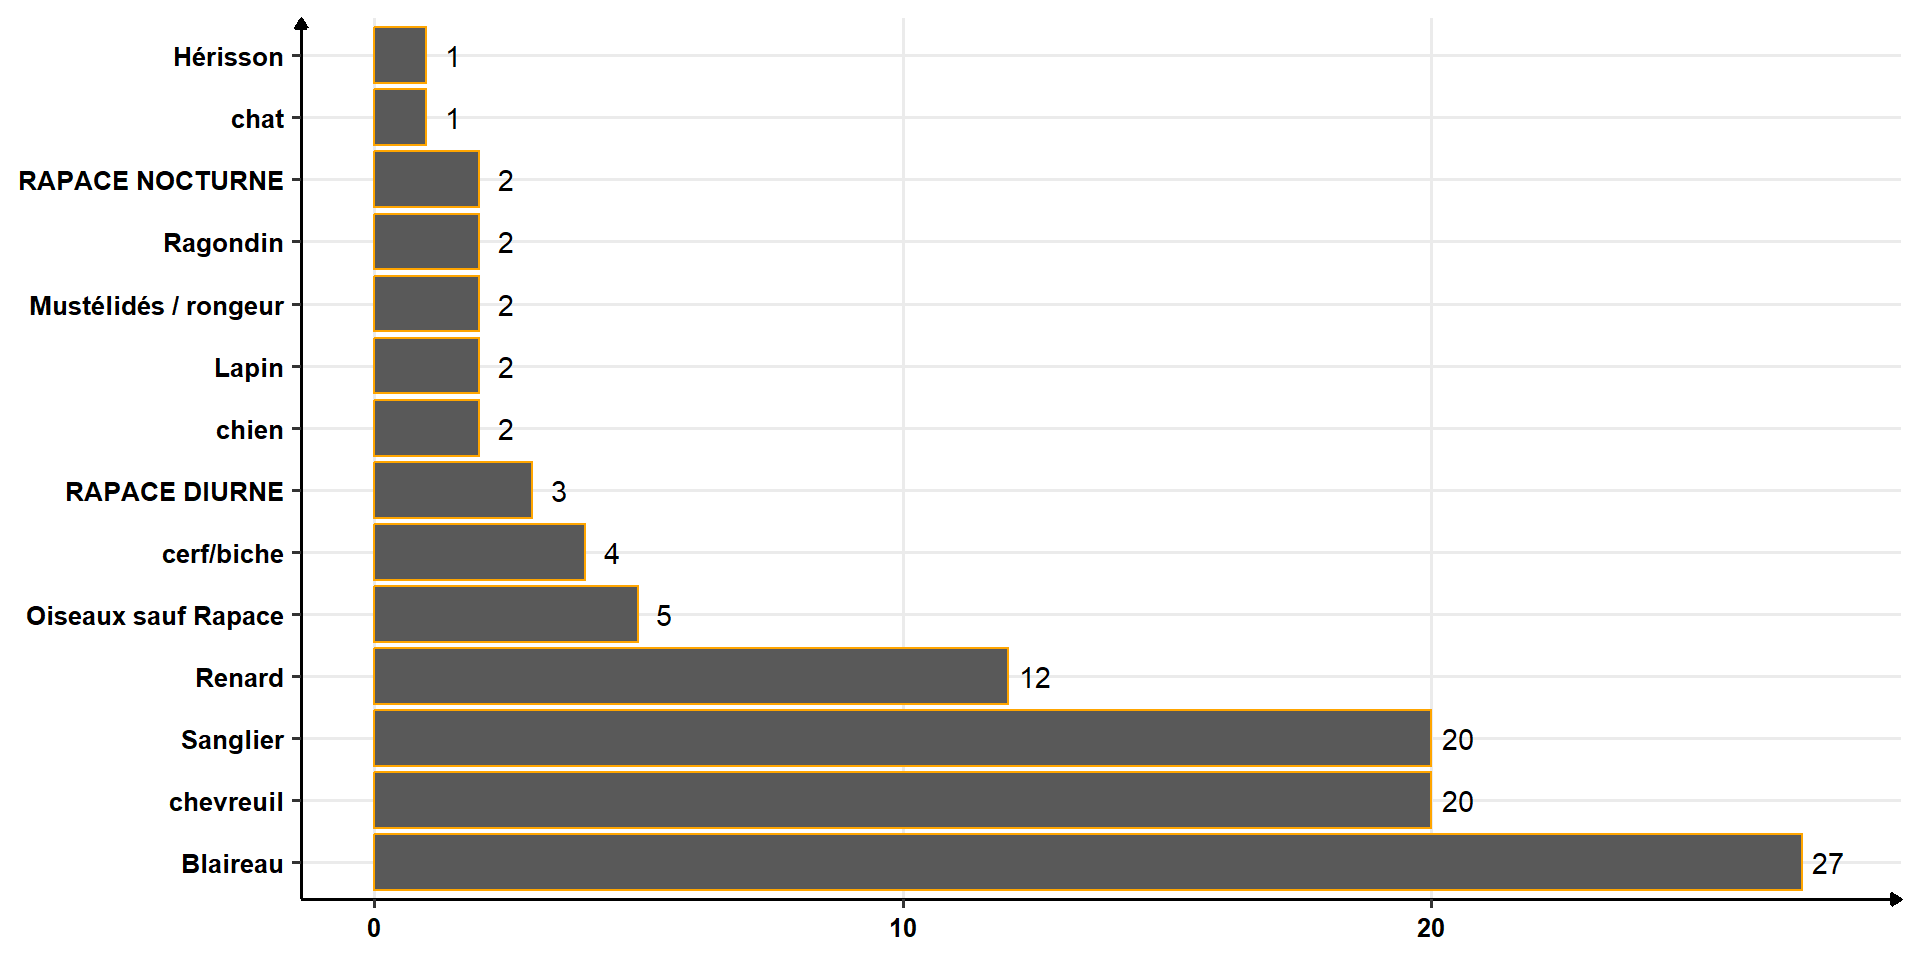 Hérisson 1
chat 1
RAPACE NOCTURNE 2
Ragondin 2
Mustélidés / rongeur 2
Lapin 2
chien 2
RAPACE DIURNE 3
cerf/biche 4
Oiseaux sauf Rapace 5
Renard 12
Sanglier 20
chevreuil 20
Blaireau 27
0 10 20